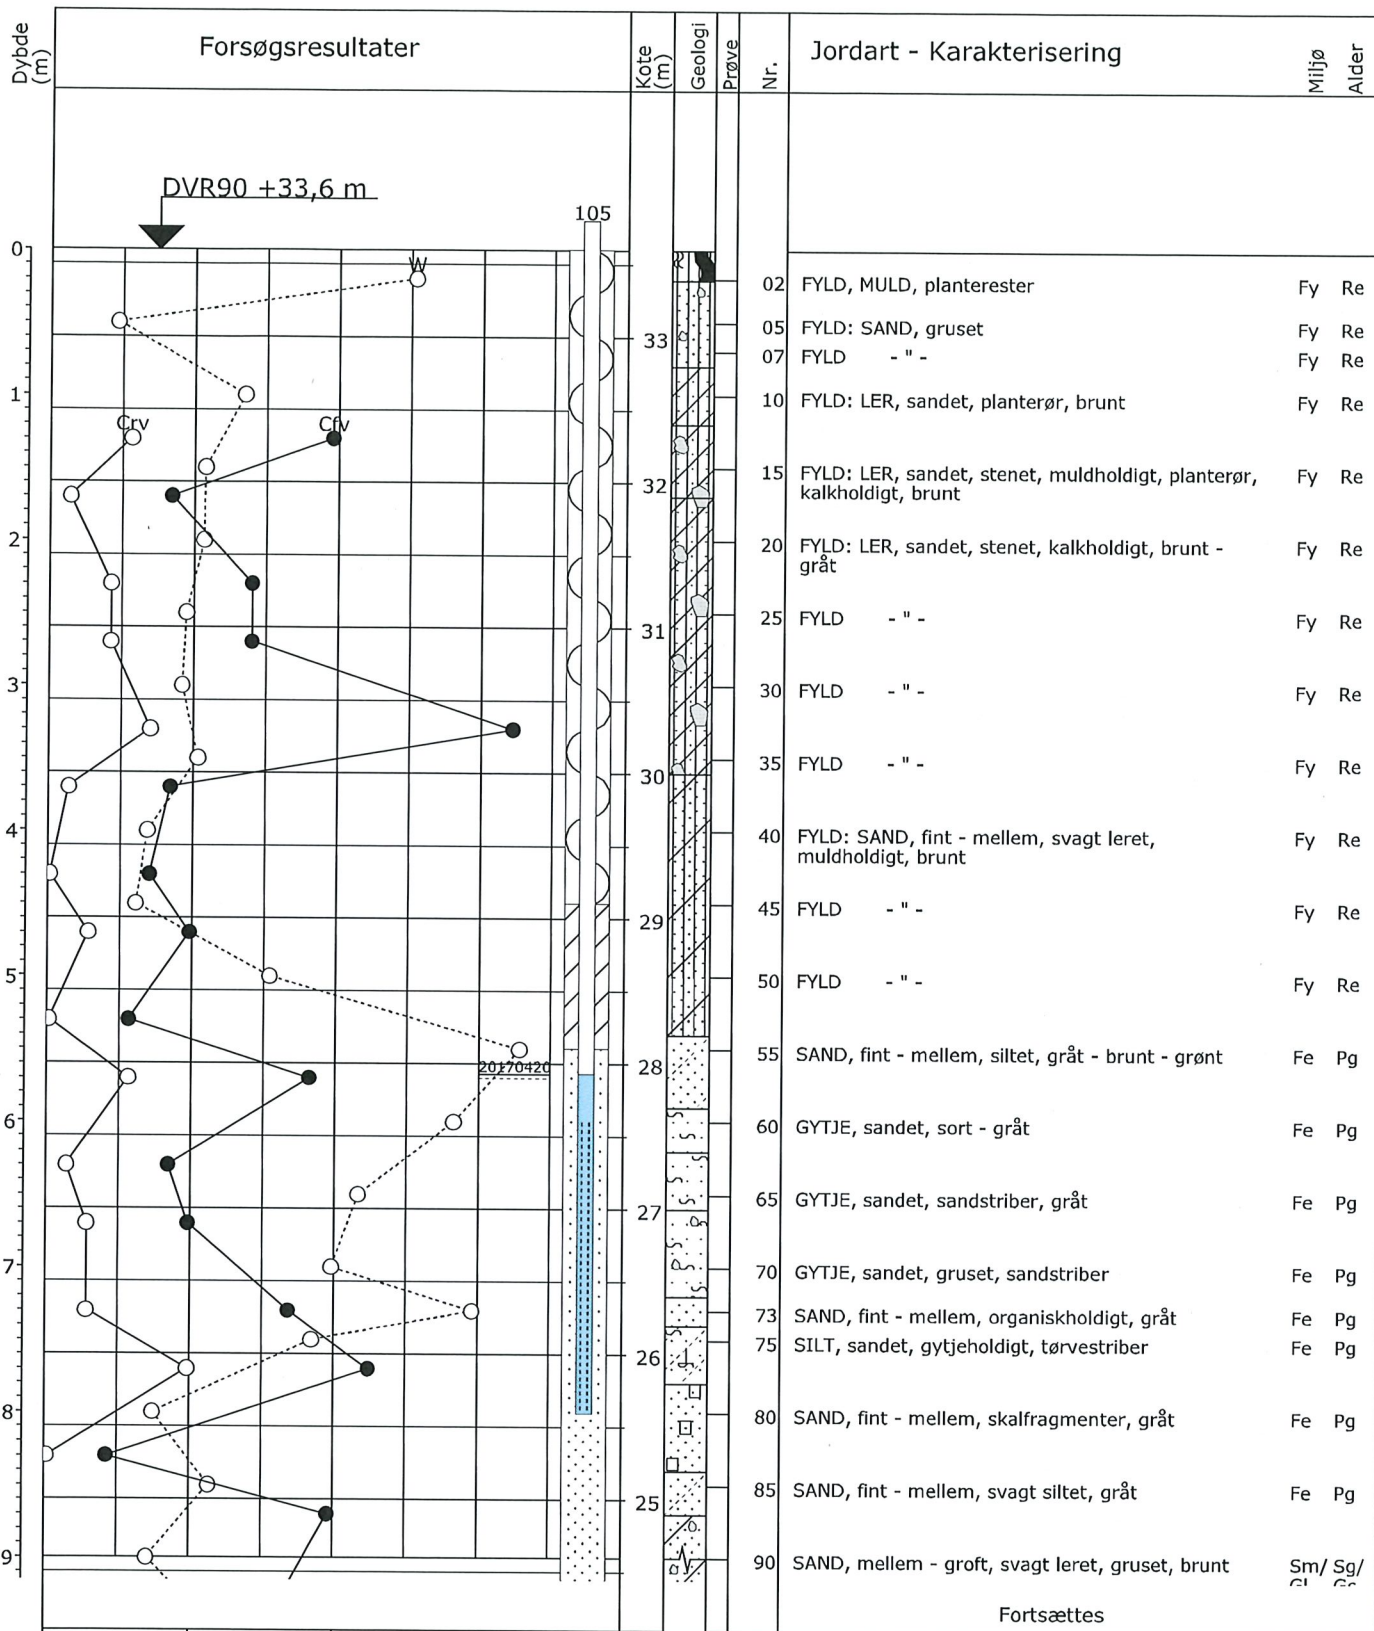 Dybde (m)
Forsøgsresultater
Kote (m)
Geologi
Prøve
Nr.
Jordart - Karakterisering
Miljø
Alder
DVR90 +33,6 m
105
0
W
02 FYLD, MULD, planterester Fy Re
05 FYLD: SAND, gruset Fy Re
33
07 FYLD - " - Fy Re
1
10 FYLD: LER, sandet, planterør, brunt Fy Re
Crv
Cfv
15 FYLD: LER, sandet, stenet, muldholdigt, planterør, Fy Re
kalkholdigt, brunt
32
2
20 FYLD: LER, sandet, stenet, kalkholdigt, brunt - Fy Re
gråt
25 FYLD - " - Fy Re
31
3
30 FYLD - " - Fy Re
35 FYLD - " - Fy Re
30
4
40 FYLD: SAND, fint - mellem, svagt leret, Fy Re
muldholdigt, brunt
45 FYLD - " - Fy Re
29
5
50 FYLD - " - Fy Re
55 SAND, fint - mellem, siltet, gråt - brunt - grønt Fe Pg
20170420
28
6
60 GYTJE, sandet, sort - gråt Fe Pg
65 GYTJE, sandet, sandstriber, gråt Fe Pg
27
7
70 GYTJE, sandet, gruset, sandstriber Fe Pg
73 SAND, fint - mellem, organiskholdigt, gråt Fe Pg
75 SILT, sandet, gytjeholdigt, tørvestriber Fe Pg
26
8
80 SAND, fint - mellem, skalfragmenter, gråt Fe Pg
85 SAND, fint - mellem, svagt siltet, gråt Fe Pg
25
9
90 SAND, mellem - groft, svagt leret, gruset, brunt Sm/ Sg/
Fortsættes